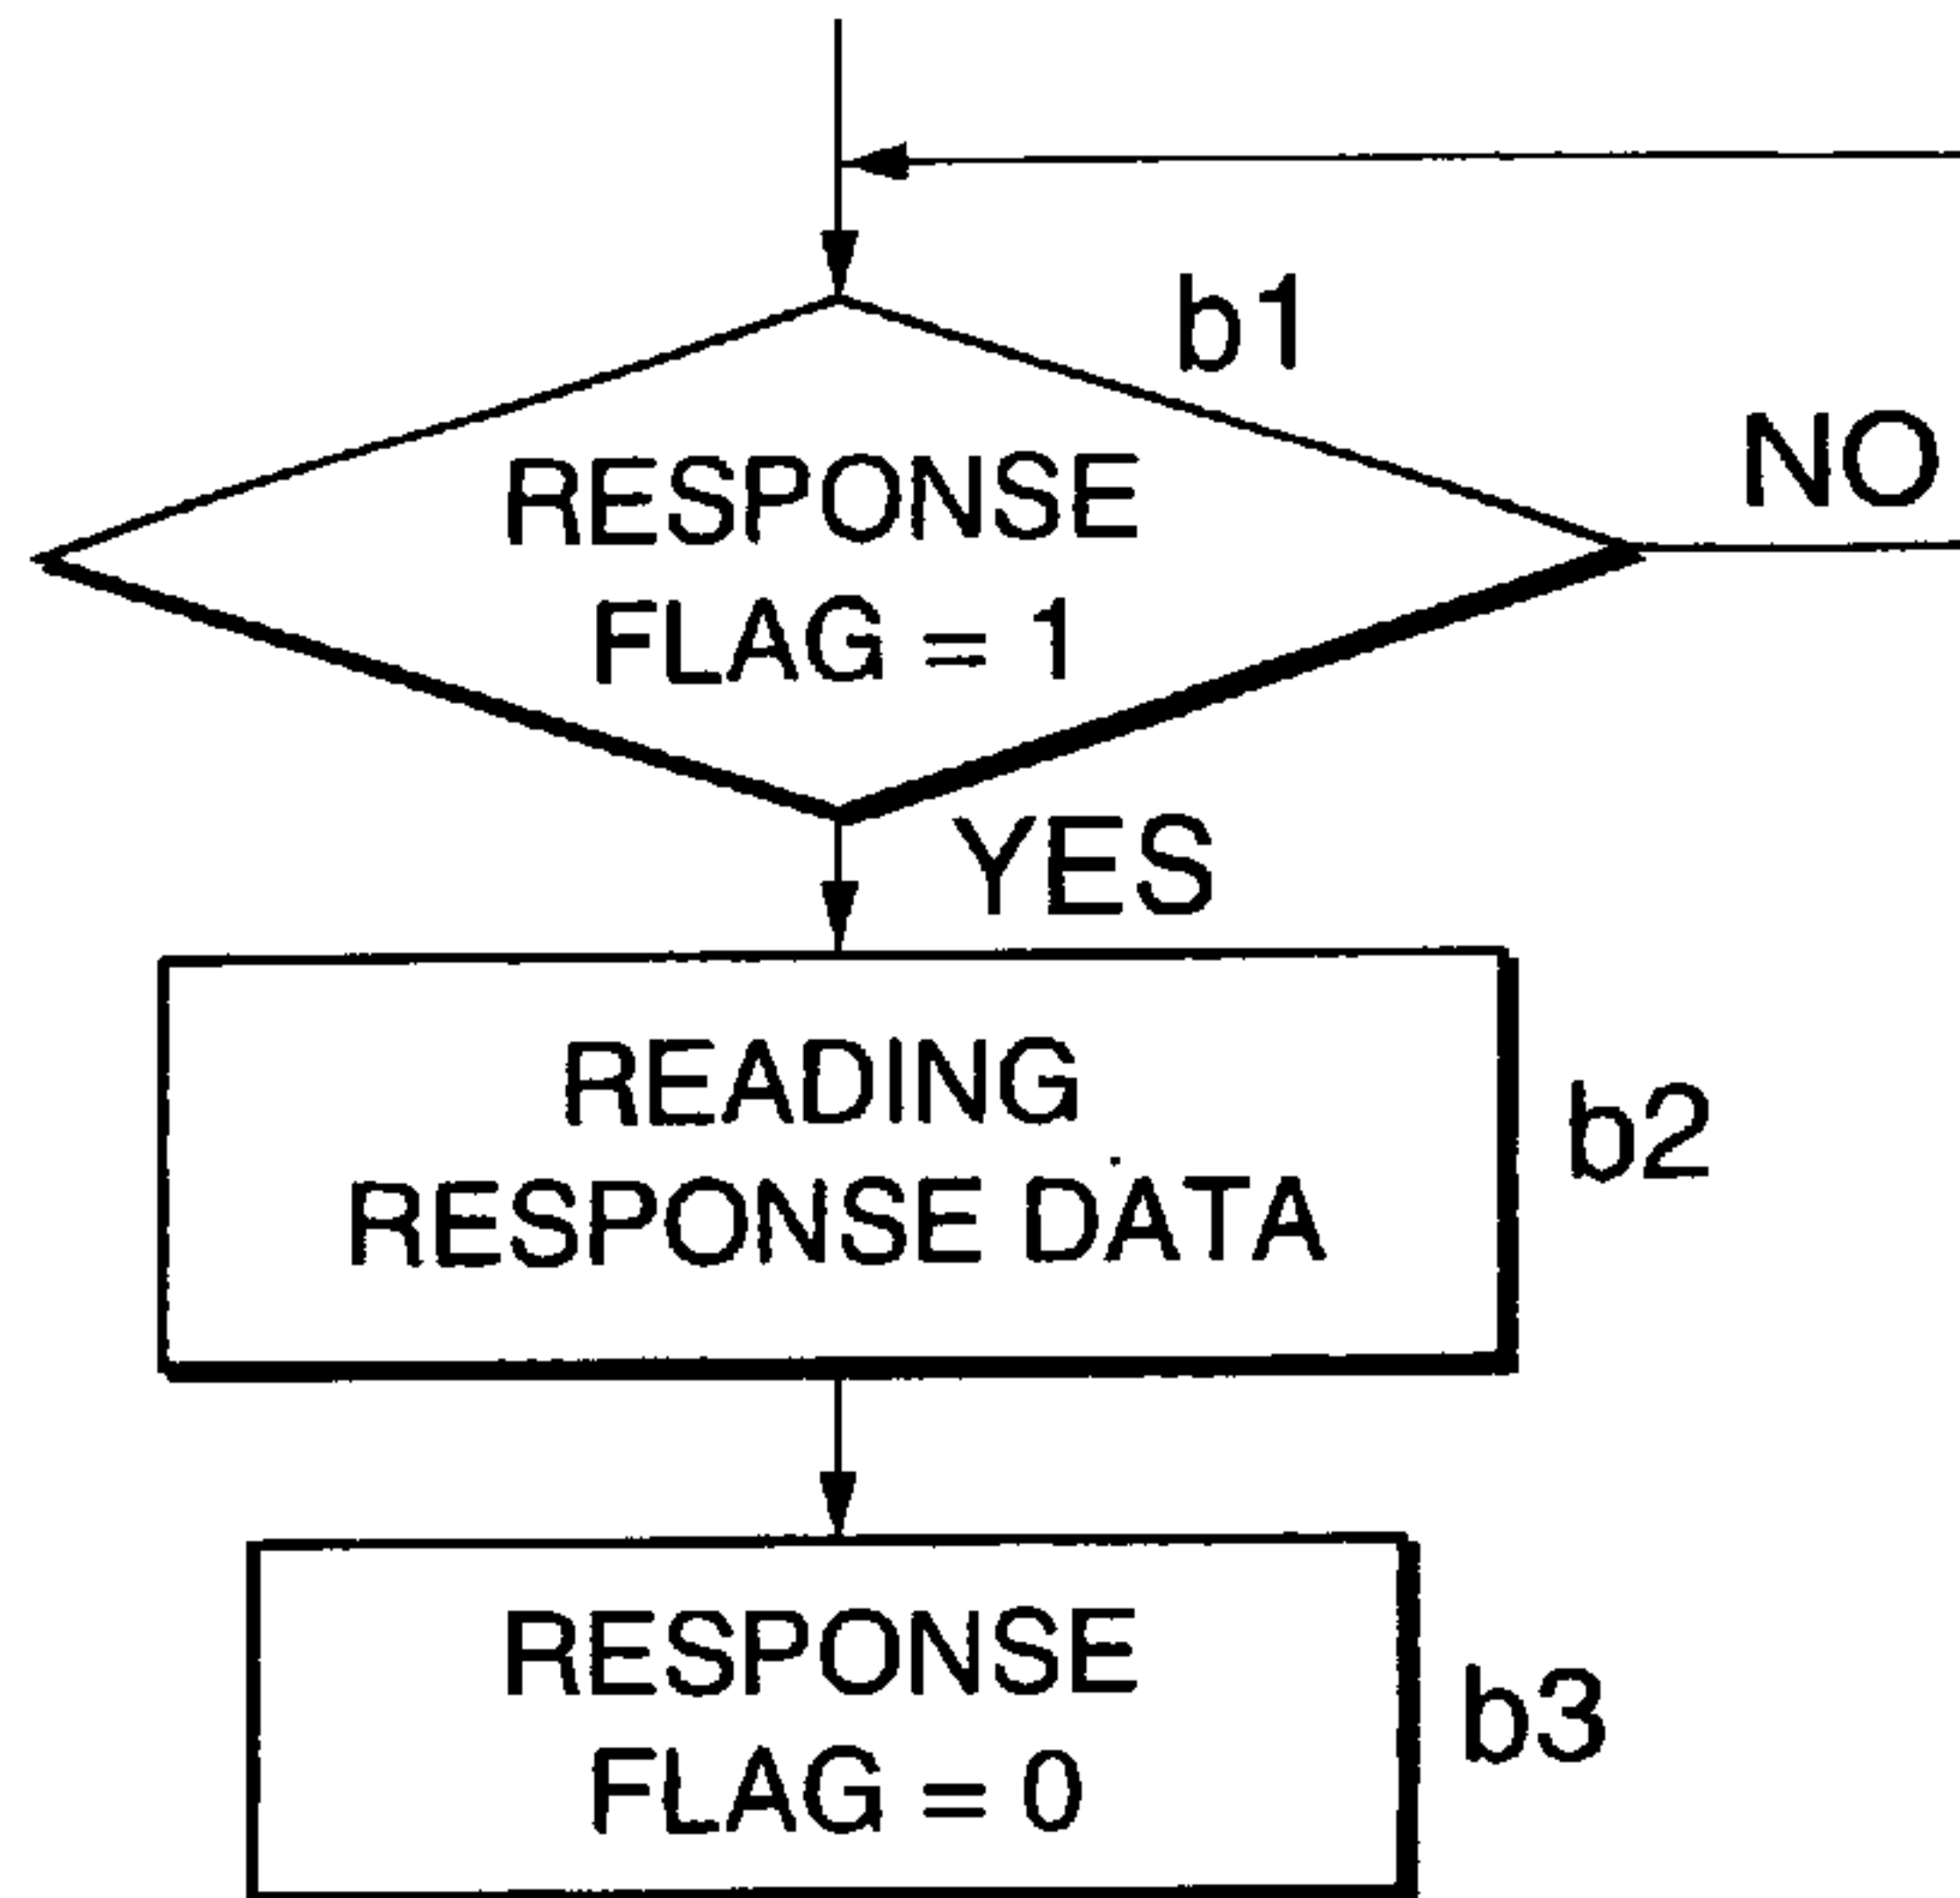 b1
RESPONSE
FLAG = 1
NO
YES
READING
RESPONSE DATA
b2
RESPONSE
FLAG = 0
b3